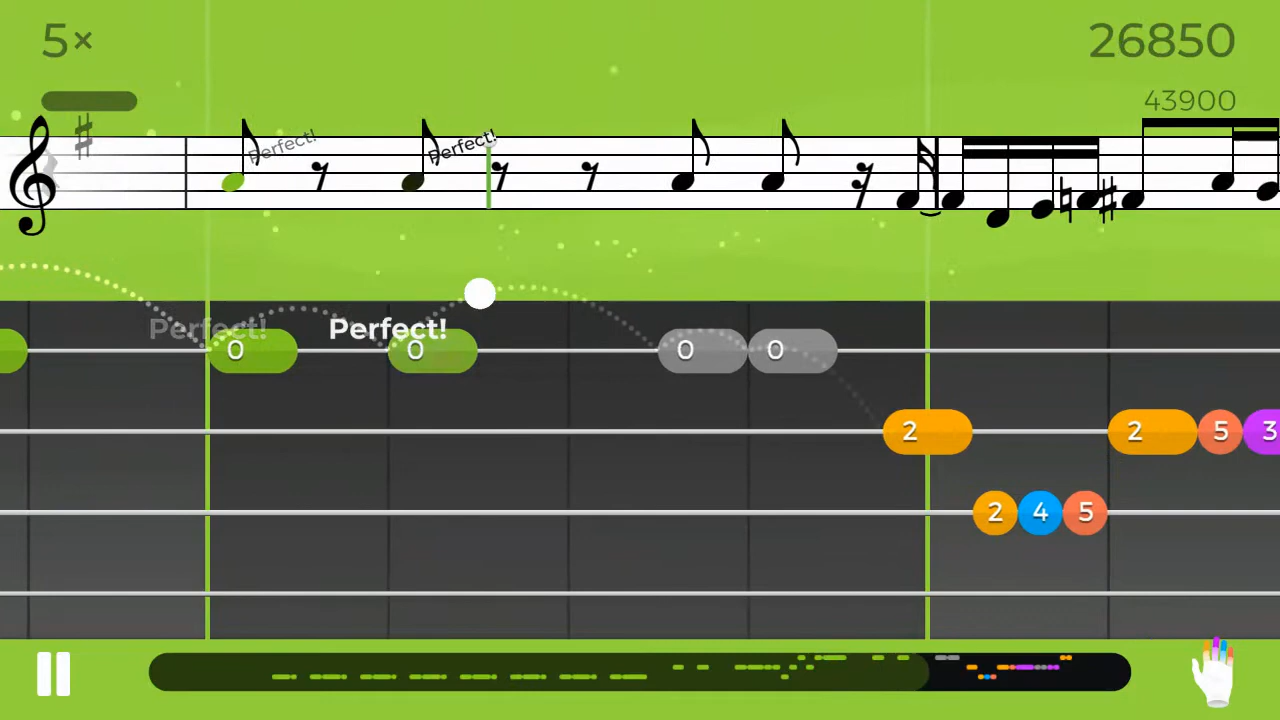 5×
26850
43900
Perfect!
Perfect!
Perfect!
Perfect!
0 0 0 0
2 2 5 3
2 4 5